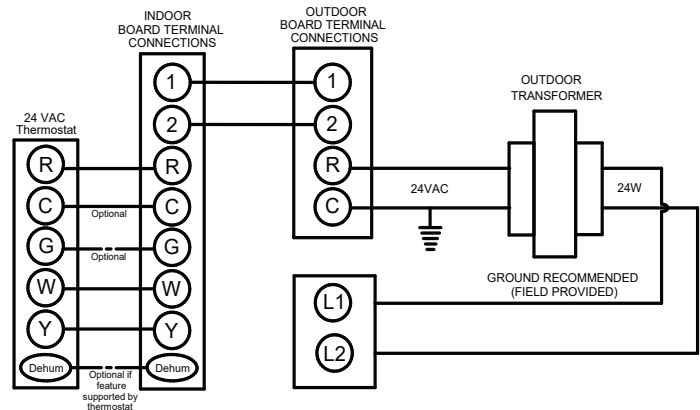 INDOOR
BOARD TERMINAL
CONNECTIONS
OUTDOOR
BOARD TERMINAL
CONNECTIONS
OUTDOOR
TRANSFORMER
24 VAC
Thermostat
1
2
R
C
G
W
Y
Dehum
R
C
G
W
Y
Dehum
Optional
Optional
Optional if
feature
supported by
thermostat
1
2
R
C
24VAC
24W
GROUND RECOMMENDED
(FIELD PROVIDED)
L1
L2